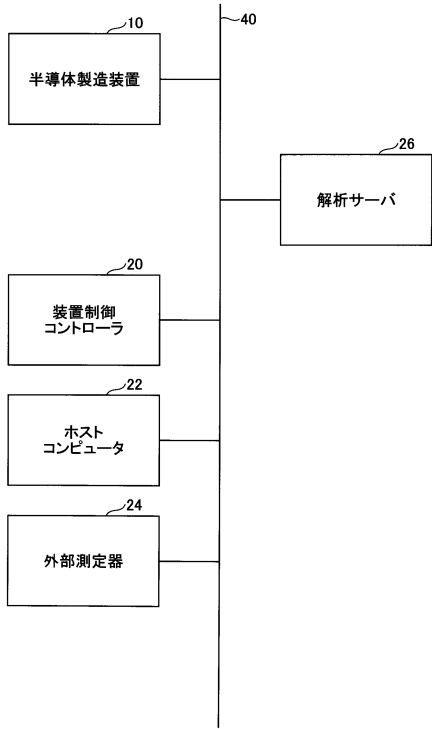 10
半導体製造装置
40
26
解析サーバ
20
装置制御
コントローラ
22
ホスト
コンピュータ
24
外部測定器